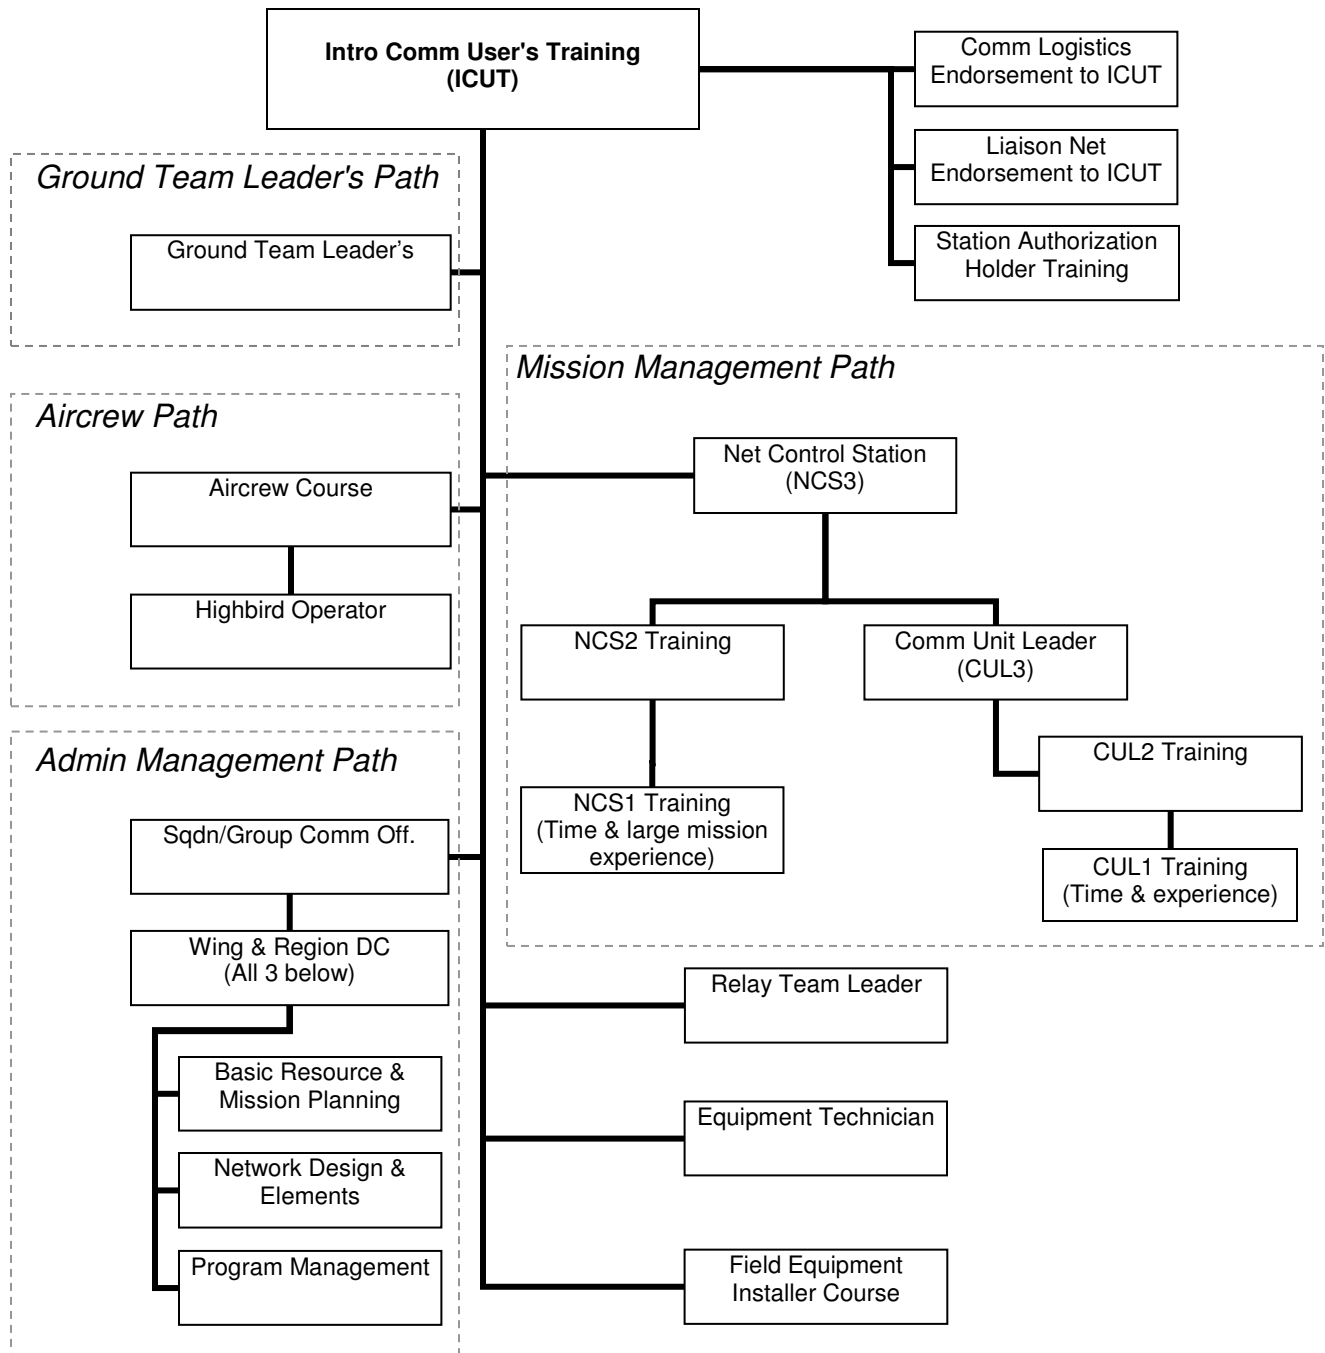 Intro Comm User's Training
(ICUT)
Comm Logistics
Endorsement to ICUT
Liaison Net
Endorsement to ICUT
Station Authorization
Holder Training
Ground Team Leader's Path
Ground Team Leader’s
Aircrew Path
Aircrew Course
Highbird Operator
Mission Management Path
Net Control Station
(NCS3)
NCS2 Training
Comm Unit Leader
(CUL3)
NCS1 Training
(Time & large mission
experience)
CUL2 Training
CUL1 Training
(Time & experience)
Admin Management Path
Sqdn/Group Comm Off.
Wing & Region DC
(All 3 below)
Basic Resource &
Mission Planning
Network Design &
Elements
Program Management
Relay Team Leader
Equipment Technician
Field Equipment
Installer Course